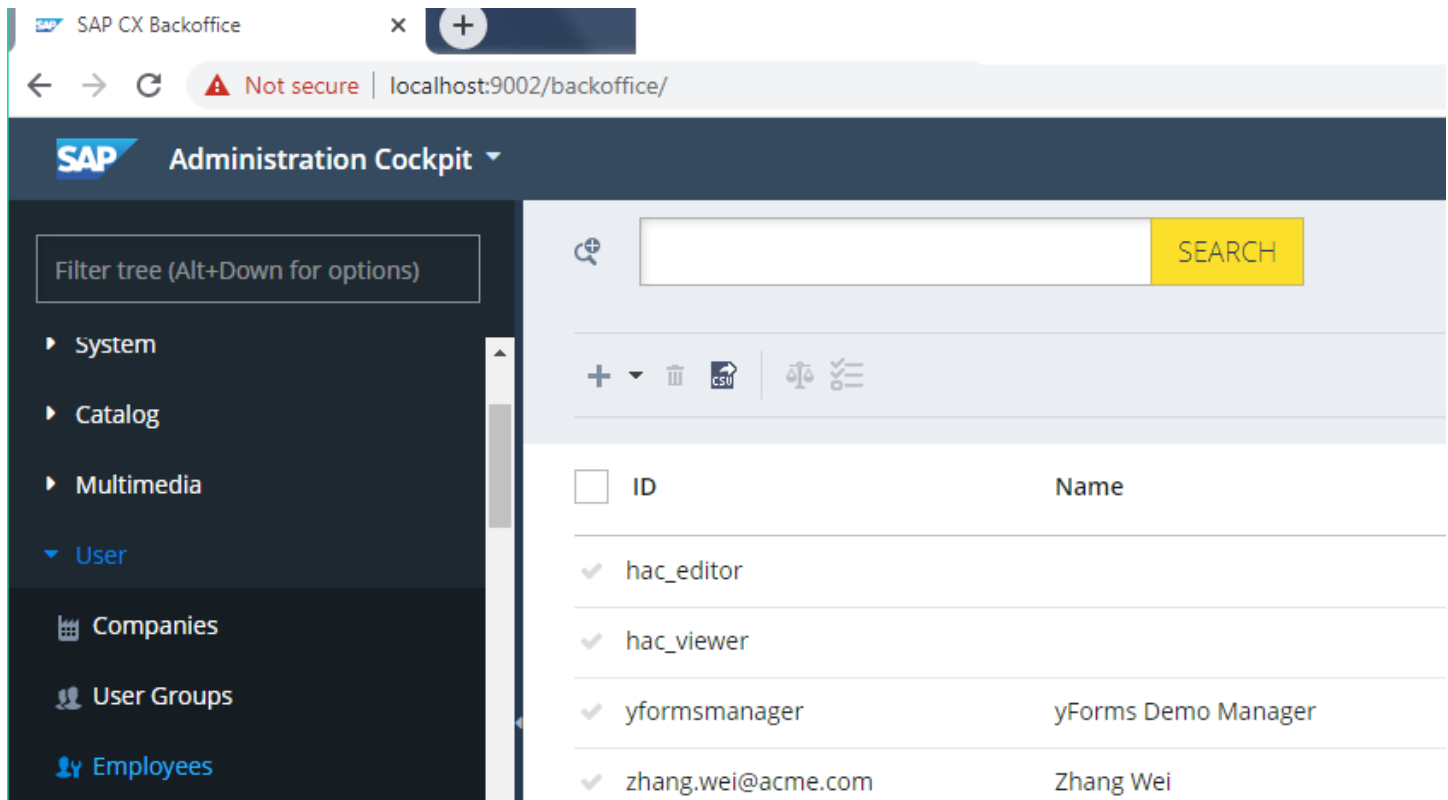 SAP CX Backoffice
Not secure | localhost:9002/backoffice/
SAP Administration Cockpit
Filter tree (Alt+Down for options)
SEARCH
System
Catalog
Multimedia
User
Companies
User Groups
Employees
CSV
ID Name
hac_editor
hac_viewer
yformsmanager yForms Demo Manager
zhang.wei@acme.com Zhang Wei